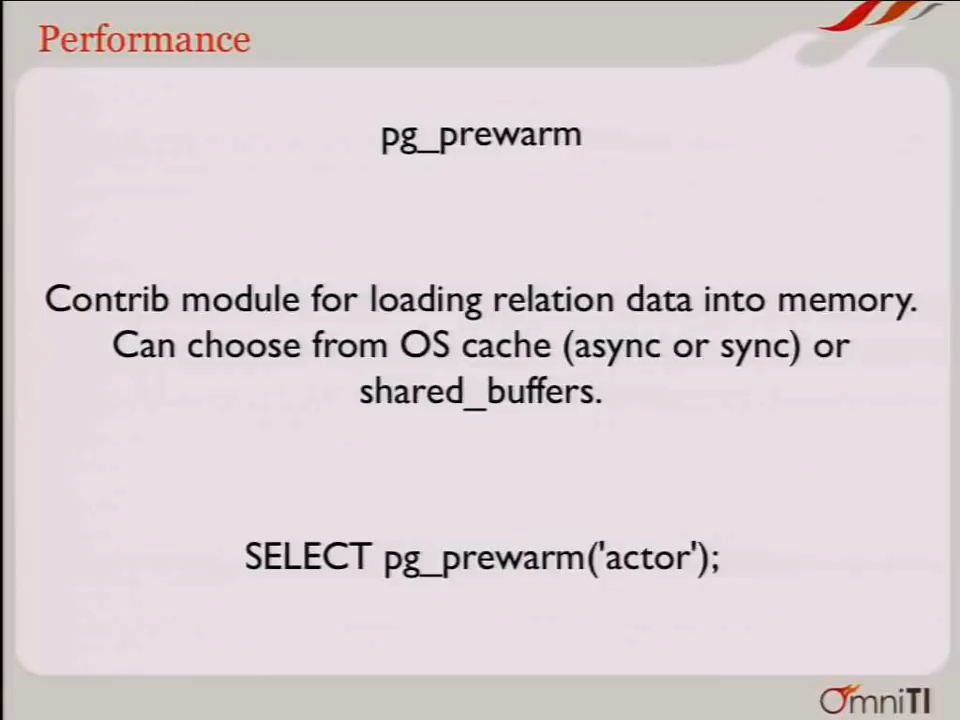 Performance
pg_prewarm
Contrib module for loading relation data into memory.
Can choose from OS cache (async or sync) or
shared_buffers.
SELECT pg_prewarm('actor');
OmniTI